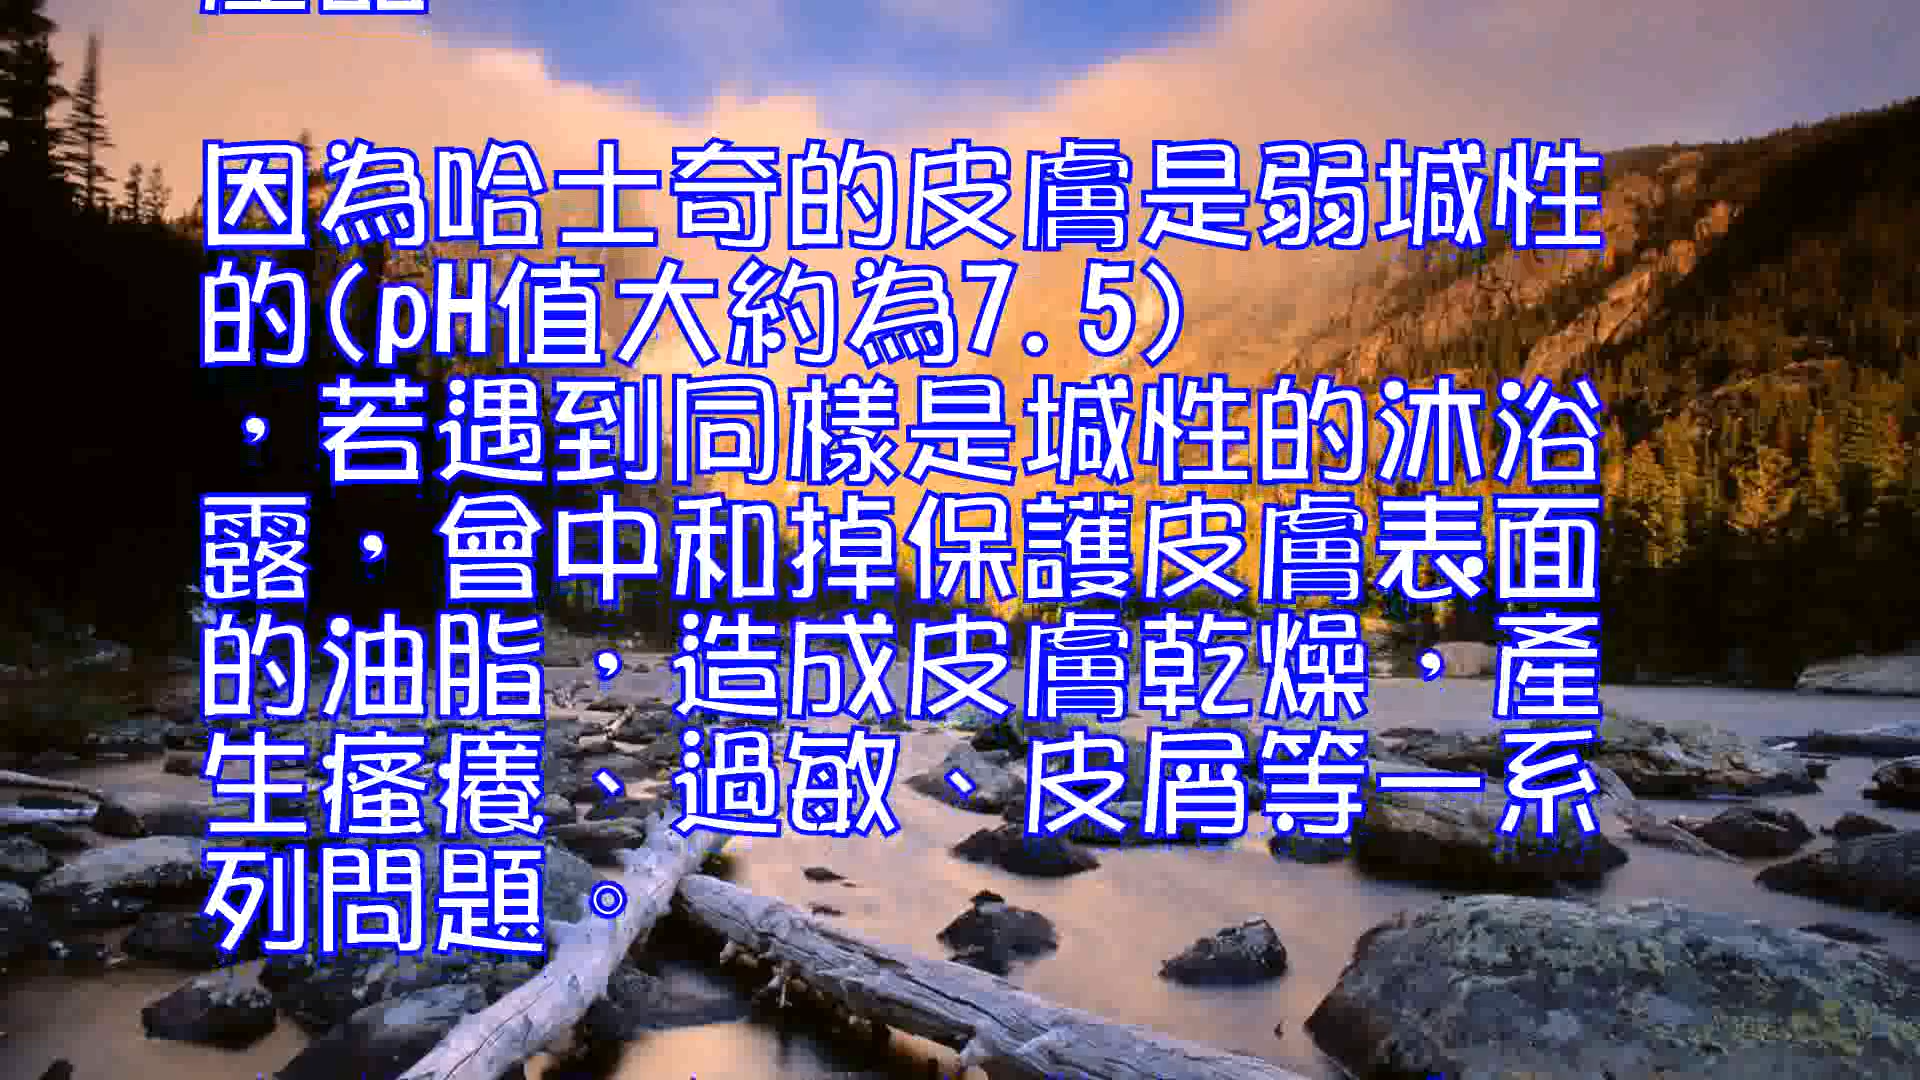 因為哈士奇的皮膚是弱堿性
的(pH值大約為7.5)
，若遇到同樣是堿性的沐浴
露，會中和掉保護皮膚表面
的油脂，造成皮膚乾燥，產
生瘙癢、過敏、皮屑等一系
列問題。